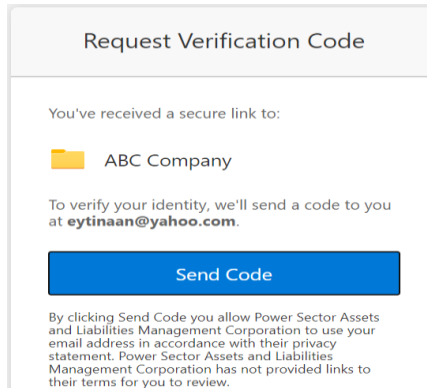 Request Verification Code
You've received a secure link to:
ABC Company
To verify your identity, we'll send a code to you
at eytinaan@yahoo.com.
Send Code
By clicking Send Code you allow Power Sector Assets
and Liabilities Management Corporation to use your
email address in accordance with their privacy
statement. Power Sector Assets and Liabilities
Management Corporation has not provided links to
their terms for you to review.